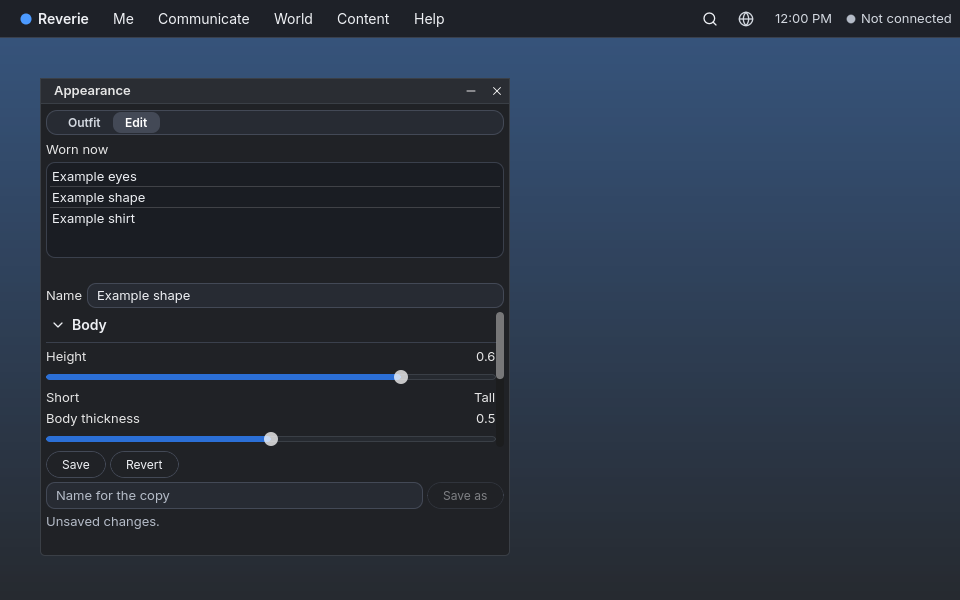 Reverie Me Communicate World Content Help 12:00 PM Not connected
Appearance
Outfit Edit
Worn now
Example eyes
Example shape
Example shirt
Name Example shape
Body
Height 0.6
Short Tall
Body thickness 0.5
Save Revert
Name for the copy Save as
Unsaved changes.